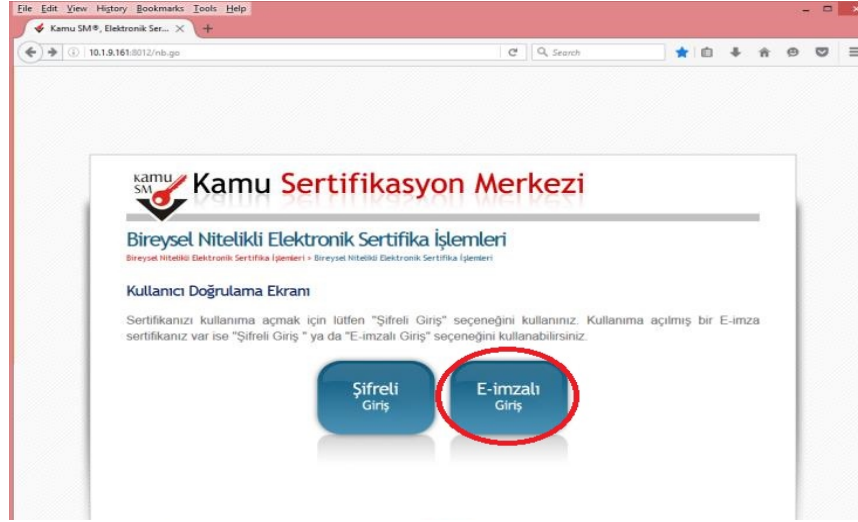 File Edit View History Bookmarks Tools Help
Kamu SM®, Elektronik Ser...
10.1.9.161:8012/nb.go
Search
Kamu SM
Kamu Sertifikasyon Merkezi
Bireysel Nitelikli Elektronik Sertifika İşlemleri
Bireysel Nitelikli Elektronik Sertifika İşlemleri » Bireysel Nitelikli Elektronik Sertifika İşlemleri
Kullanıcı Doğrulama Ekranı
Sertifikanızı kullanıma açmak için lütfen "Şifreli Giriş" seçeneğini kullanınız. Kullanıma açılmış bir E-imza
sertifikanız var ise "Şifreli Giriş " ya da "E-imzalı Giriş" seçeneğini kullanabilirsiniz.
Şifreli
Giriş
E-imzalı
Giriş